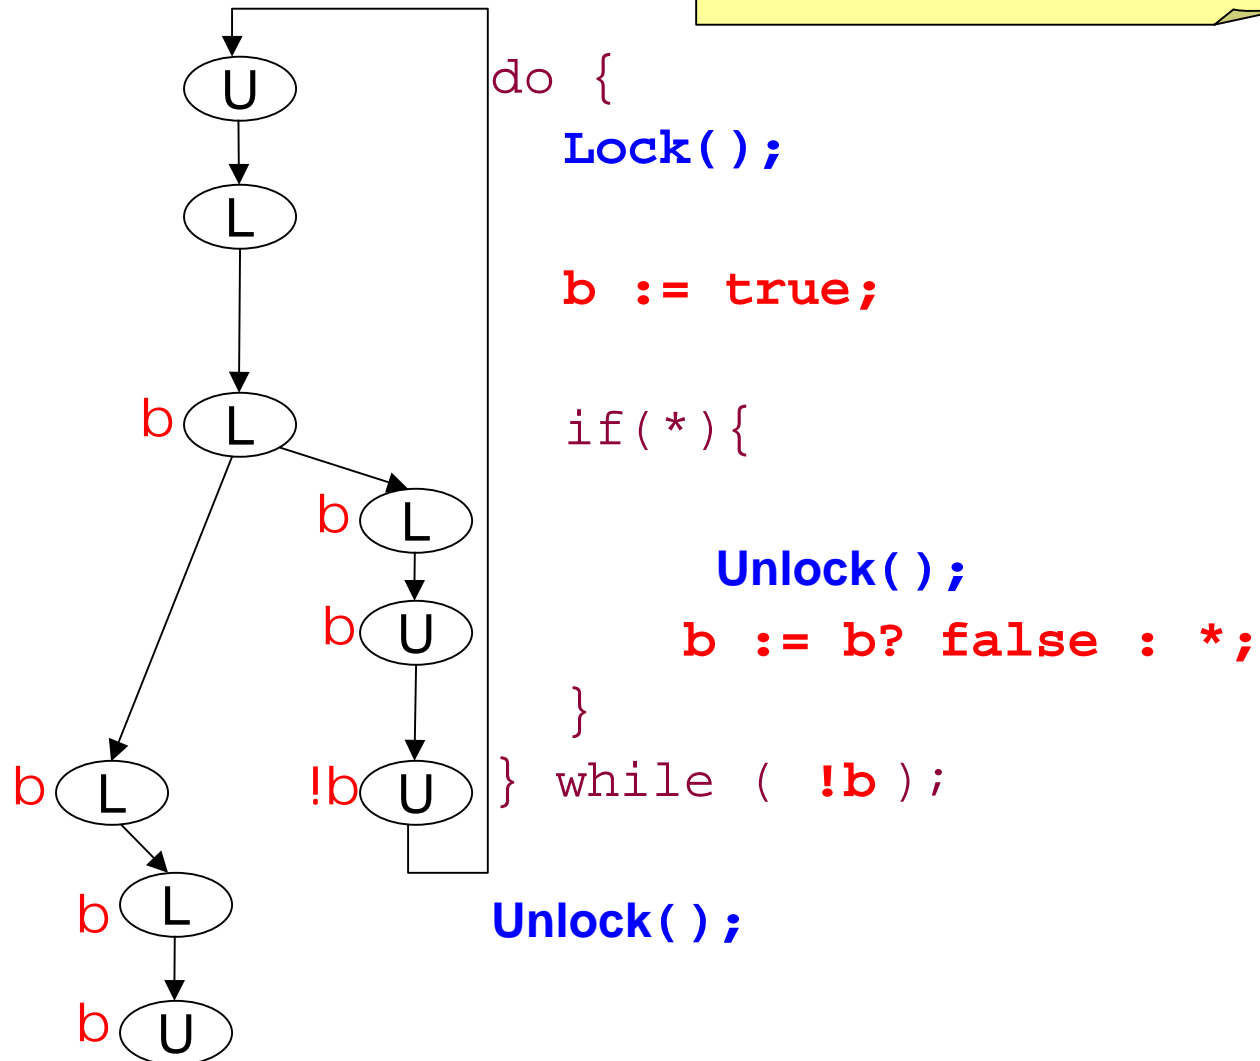 U
do {
Lock();
L
b := true;
b L
if(*){
b L
Unlock();
b U
b := b? false : *;
}
b L
!b U
} while ( !b );
b L
Unlock();
b U